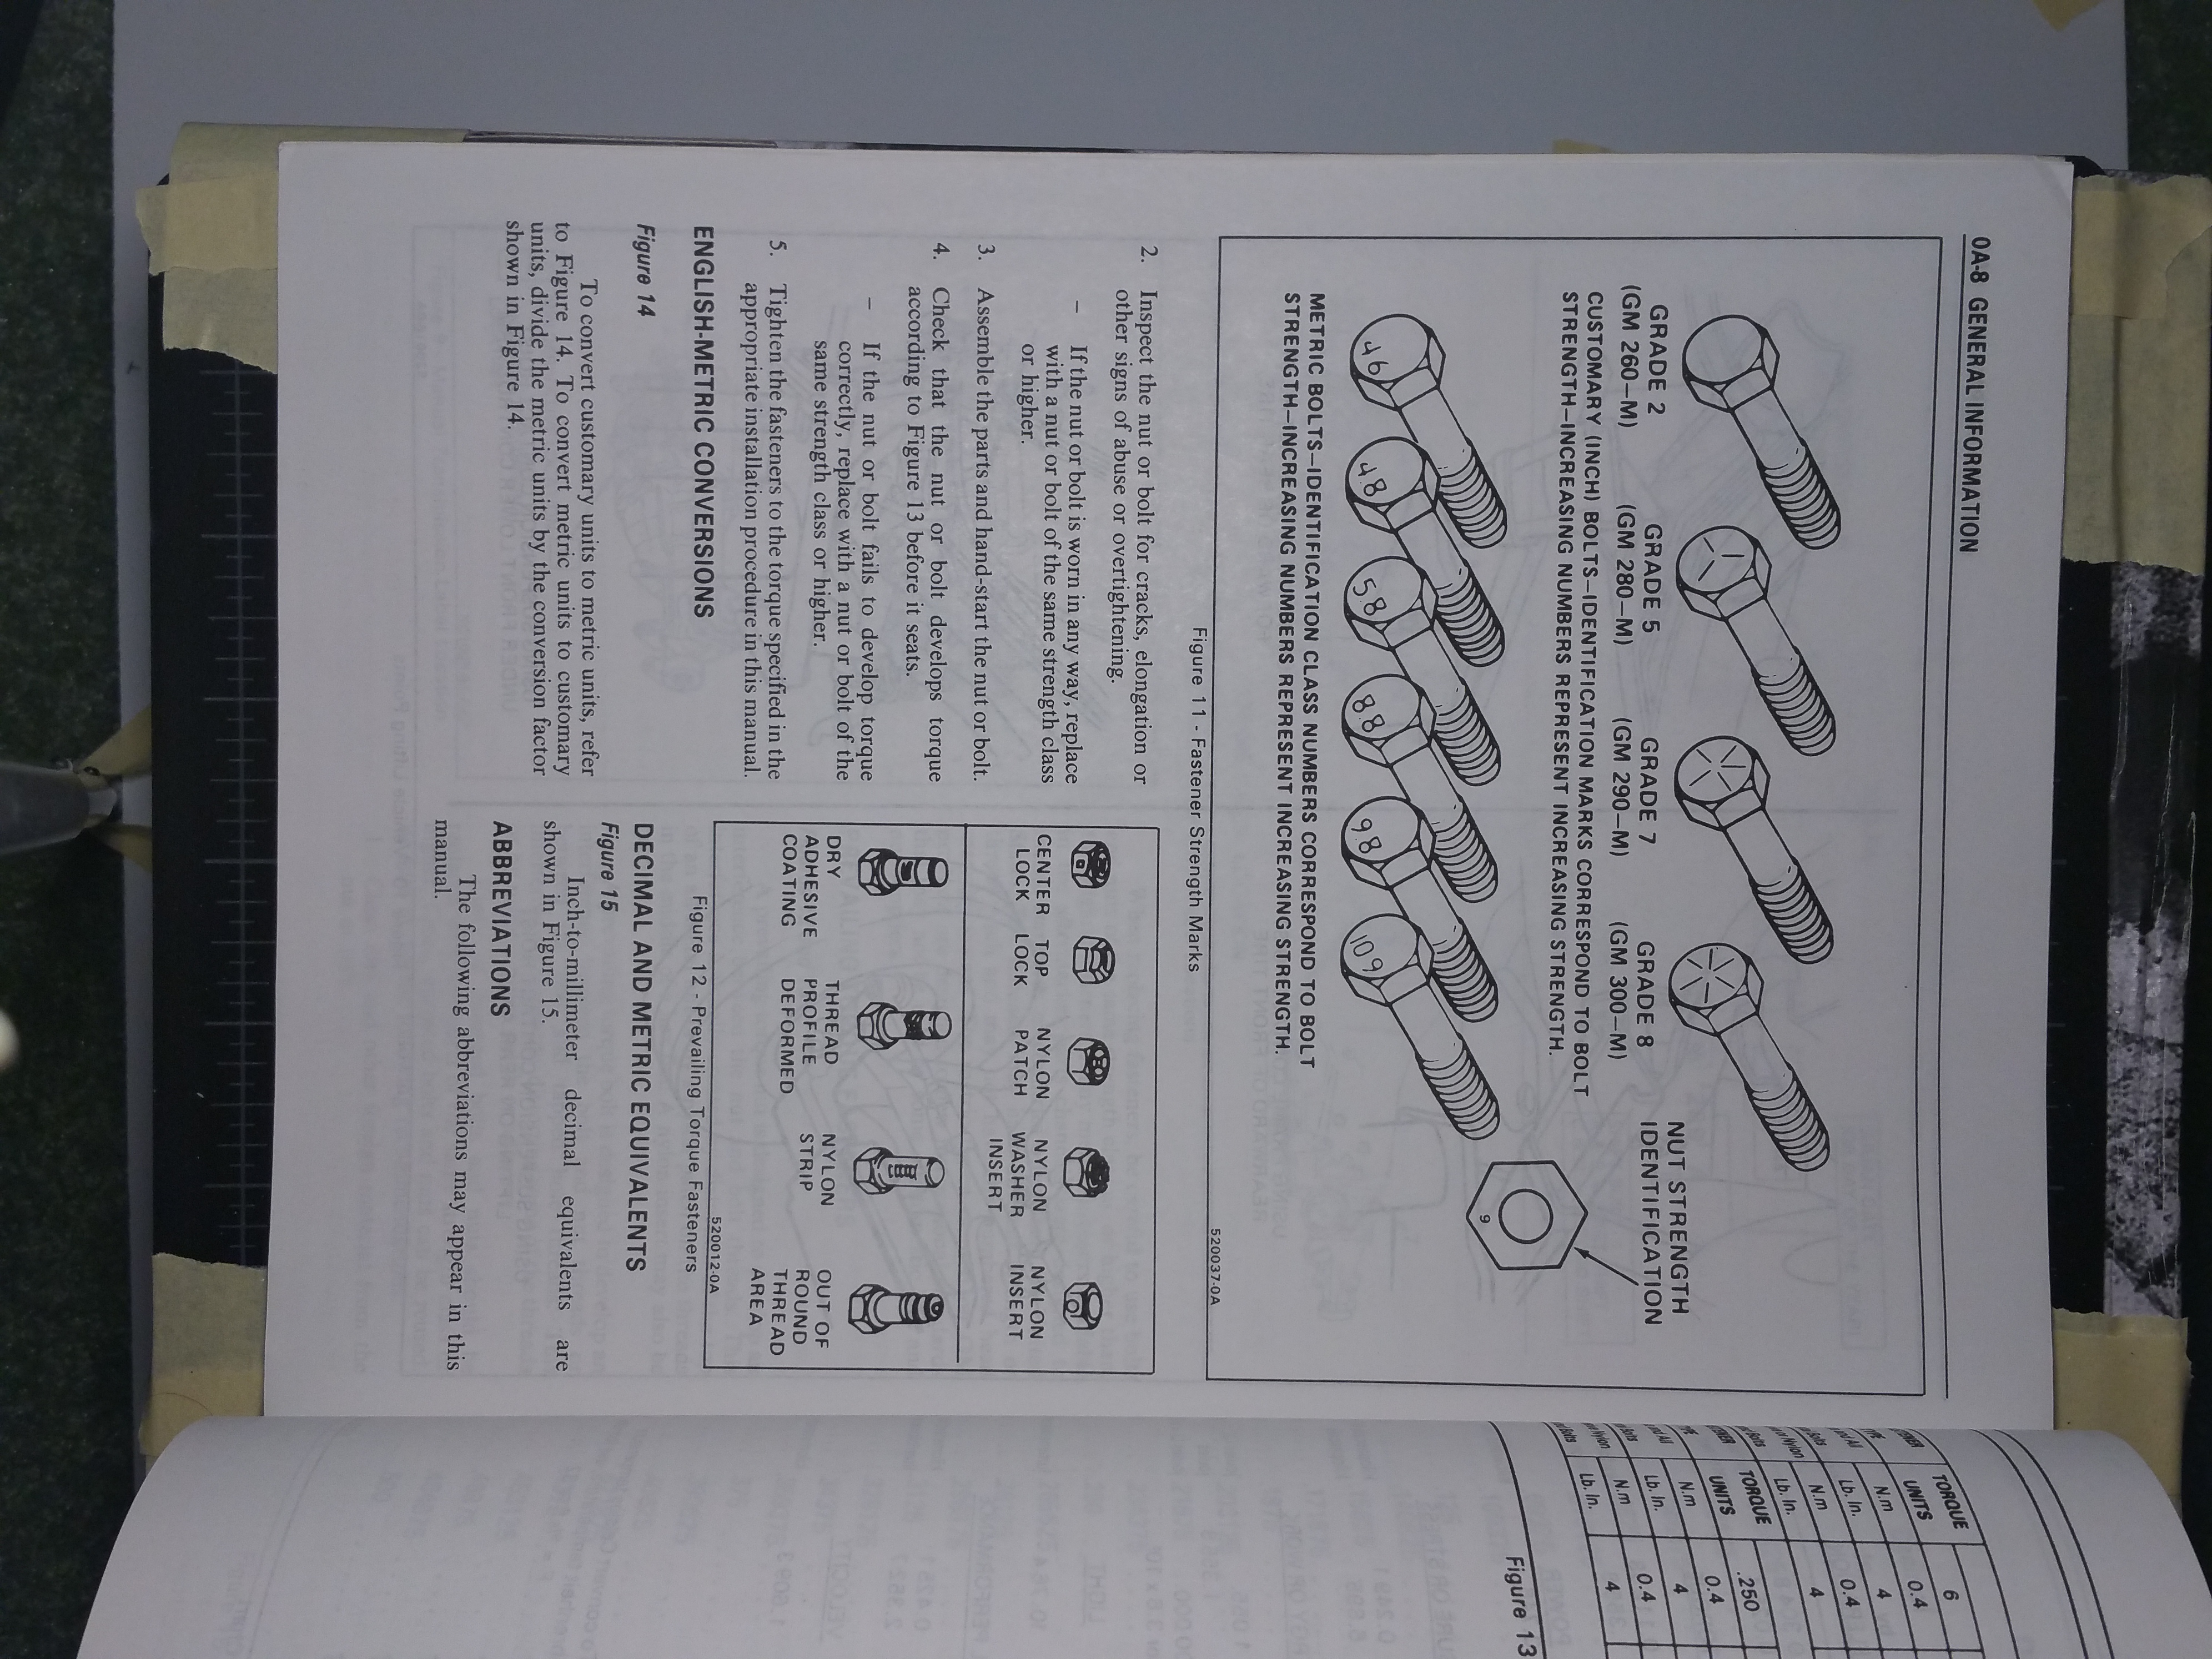 0A-8 GENERAL INFORMATION
GRADE 2
(GM 260–M)
GRADE 5
(GM 280–M)
GRADE 7
(GM 290–M)
GRADE 8
(GM 300–M)
CUSTOMARY (INCH) BOLTS–IDENTIFICATION MARKS CORRESPOND TO BOLT
STRENGTH–INCREASING NUMBERS REPRESENT INCREASING STRENGTH.
NUT STRENGTH
IDENTIFICATION
9
46
48
58
88
98
109
METRIC BOLTS–IDENTIFICATION CLASS NUMBERS CORRESPOND TO BOLT
STRENGTH–INCREASING NUMBERS REPRESENT INCREASING STRENGTH.
520037-0A
Figure 11 - Fastener Strength Marks
2. Inspect the nut or bolt for cracks, elongation or
other signs of abuse or overtightening.
– If the nut or bolt is worn in any way, replace
with a nut or bolt of the same strength class
or higher.
3. Assemble the parts and hand-start the nut or bolt.
4. Check that the nut or bolt develops torque
according to Figure 13 before it seats.
– If the nut or bolt fails to develop torque
correctly, replace with a nut or bolt of the
same strength class or higher.
5. Tighten the fasteners to the torque specified in the
appropriate installation procedure in this manual.
ENGLISH-METRIC CONVERSIONS
Figure 14
To convert customary units to metric units, refer
to Figure 14. To convert metric units to customary
units, divide the metric units by the conversion factor
shown in Figure 14.
CENTER
LOCK
TOP
LOCK
NYLON
PATCH
NYLON
WASHER
INSERT
NYLON
INSERT
DRY
ADHESIVE
COATING
THREAD
PROFILE
DEFORMED
NYLON
STRIP
OUT OF
ROUND
THREAD
AREA
520012-0A
Figure 12 - Prevailing Torque Fasteners
DECIMAL AND METRIC EQUIVALENTS
Figure 15
Inch-to-millimeter decimal equivalents are
shown in Figure 15.
ABBREVIATIONS
The following abbreviations may appear in this
manual.
TORQUE
UNITS 6
N.m 0.4
Lb. In. 4
N.m 0.4
Lb. In. 4
TORQUE
UNITS .250
N.m 0.4
Lb. In. 4
N.m 0.4
Lb. In. 4
Figure 13